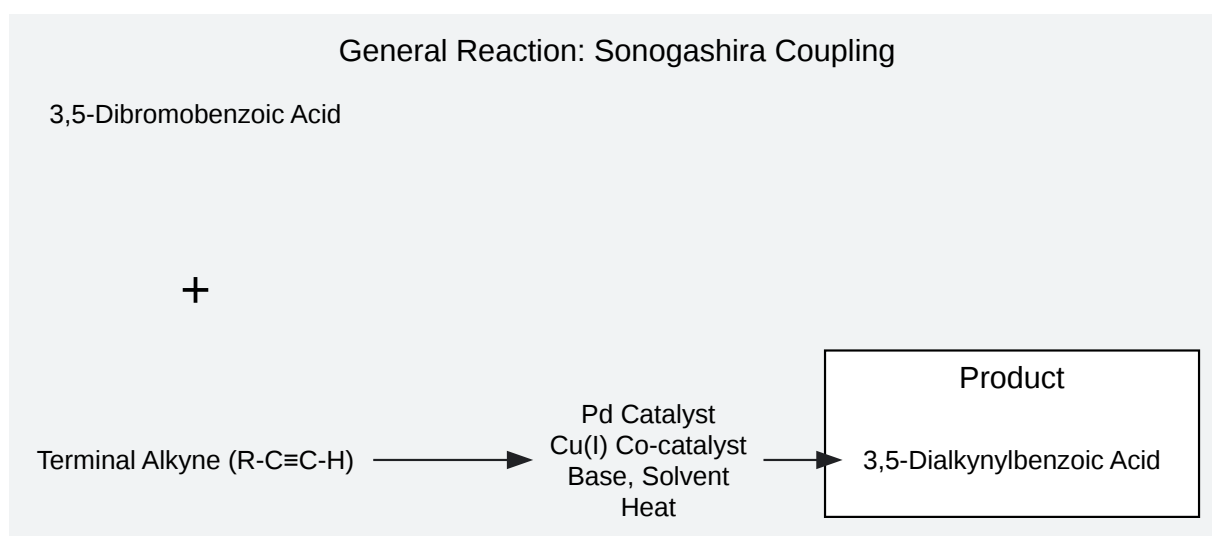 General Reaction: Sonogashira Coupling
3,5-Dibromobenzoic Acid
+
Terminal Alkyne (R-C≡C-H)
Pd Catalyst
Cu(I) Co-catalyst
Base, Solvent
Heat
Product
3,5-Dialkynylbenzoic Acid